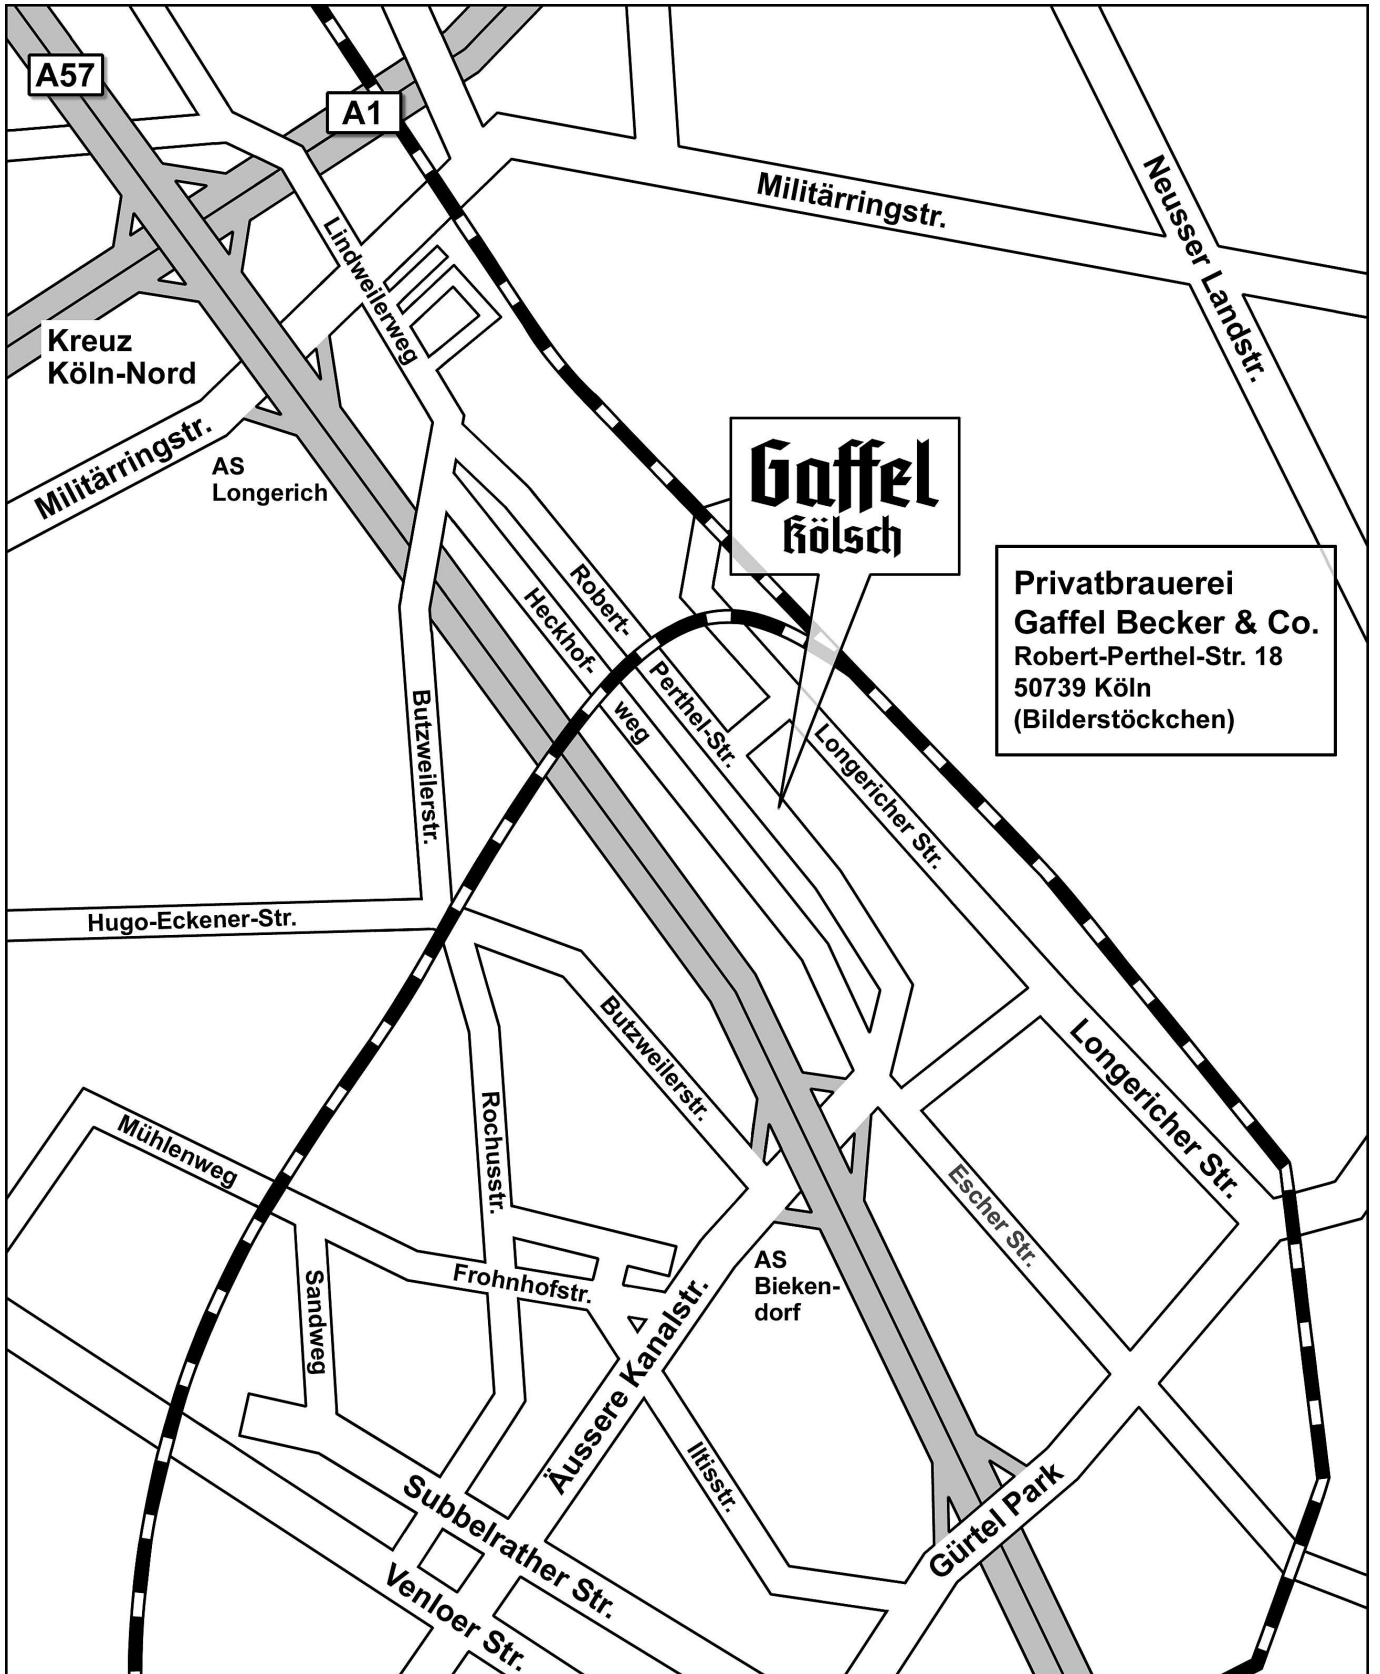 A57
A1
Militärringstr.
Neusser Landstr.
Lindweilerweg
Kreuz
Köln-Nord
Militärringstr.
AS
Longerich
Gaffel
Kölsch
Privatbrauerei
Gaffel Becker & Co.
Robert-Perthel-Str. 18
50739 Köln
(Bilderstöckchen)
Robert-
Perthel-Str.
Heckhof-
weg
Butzweilerstr.
Longericher Str.
Hugo-Eckener-Str.
Butzweilerstr.
Longericher Str.
Rochusstr.
Mühlenweg
Escher Str.
AS
Bieken-
dorf
Frohnhofstr.
Sandweg
Äussere Kanalstr.
Iltisstr.
Gürtel Park
Subbelrather Str.
Venloer Str.